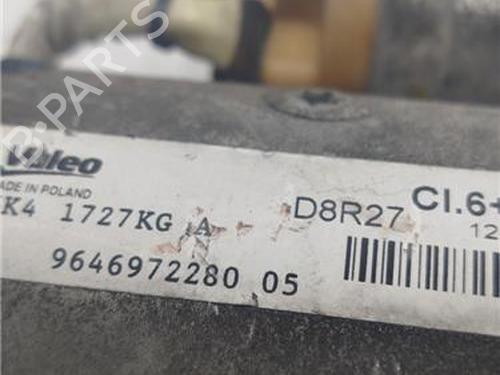 B-PARTS
Valeo
MADE IN POLAND
K4 1727KG A
D8R27
CI.6+
12
9646972280 05